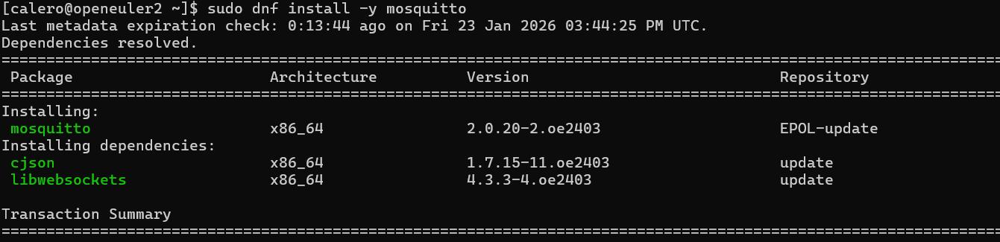 [calero@openeuler2 ~]$ sudo dnf install -y mosquitto
Last metadata expiration check: 0:13:44 ago on Fri 23 Jan 2026 03:44:25 PM UTC.
Dependencies resolved.
================================================================================================================
Package Architecture Version Repository
================================================================================================================
Installing:
mosquitto x86_64 2.0.20-2.oe2403 EPOL-update
Installing dependencies:
cjson x86_64 1.7.15-11.oe2403 update
libwebsockets x86_64 4.3.3-4.oe2403 update
Transaction Summary
================================================================================================================